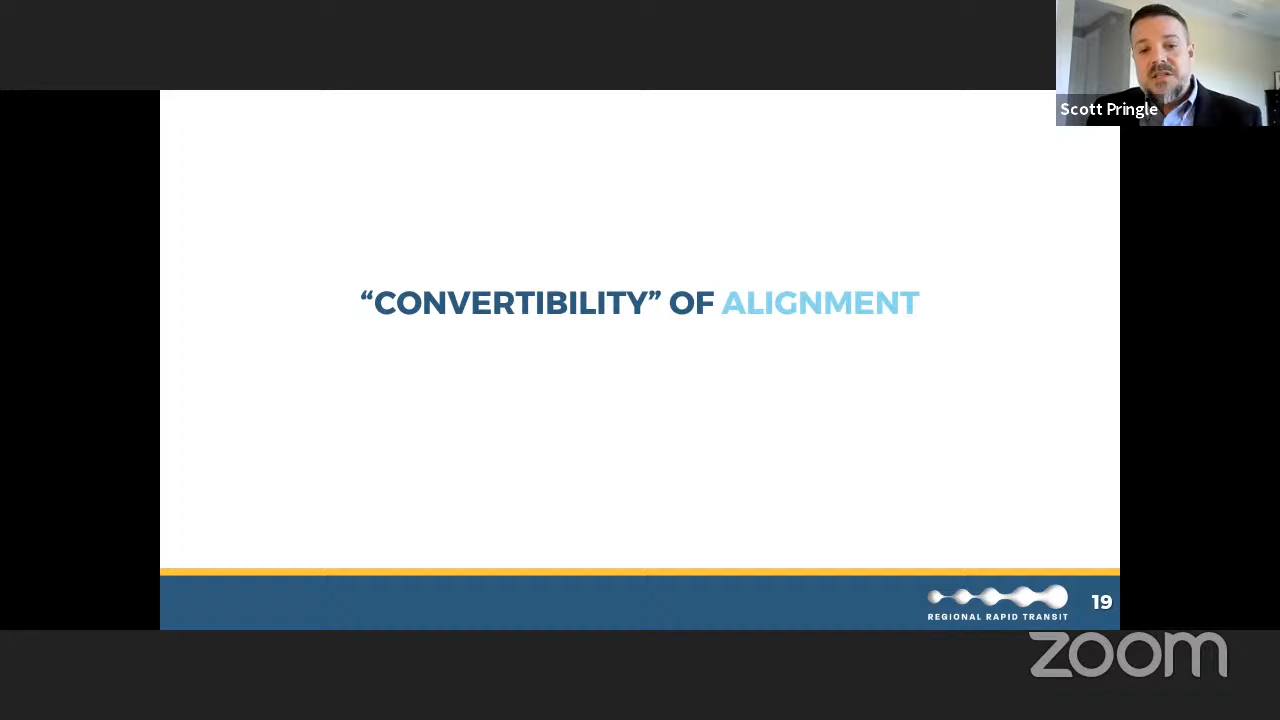 Scott Pringle
“CONVERTIBILITY” OF ALIGNMENT
REGIONAL RAPID TRANSIT
19
zoom